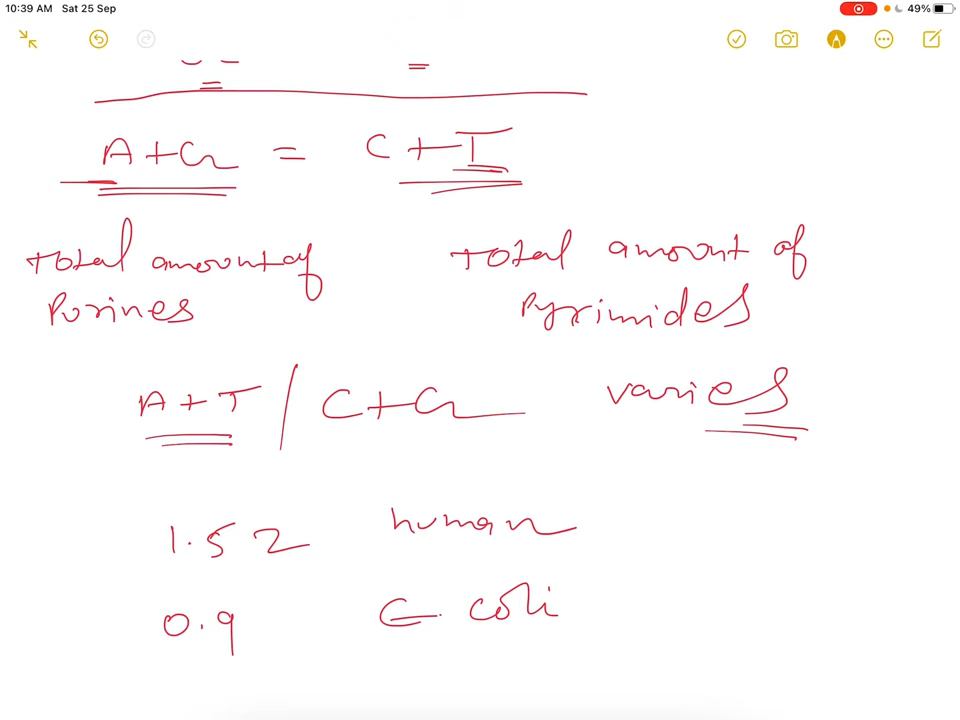 10:39 AM Sat 25 Sep 49%
A+G = C+T
Total amount of Purines
Total amount of Pyrimides
A+T / C+G varies
1.52 human
0.9 E. coli